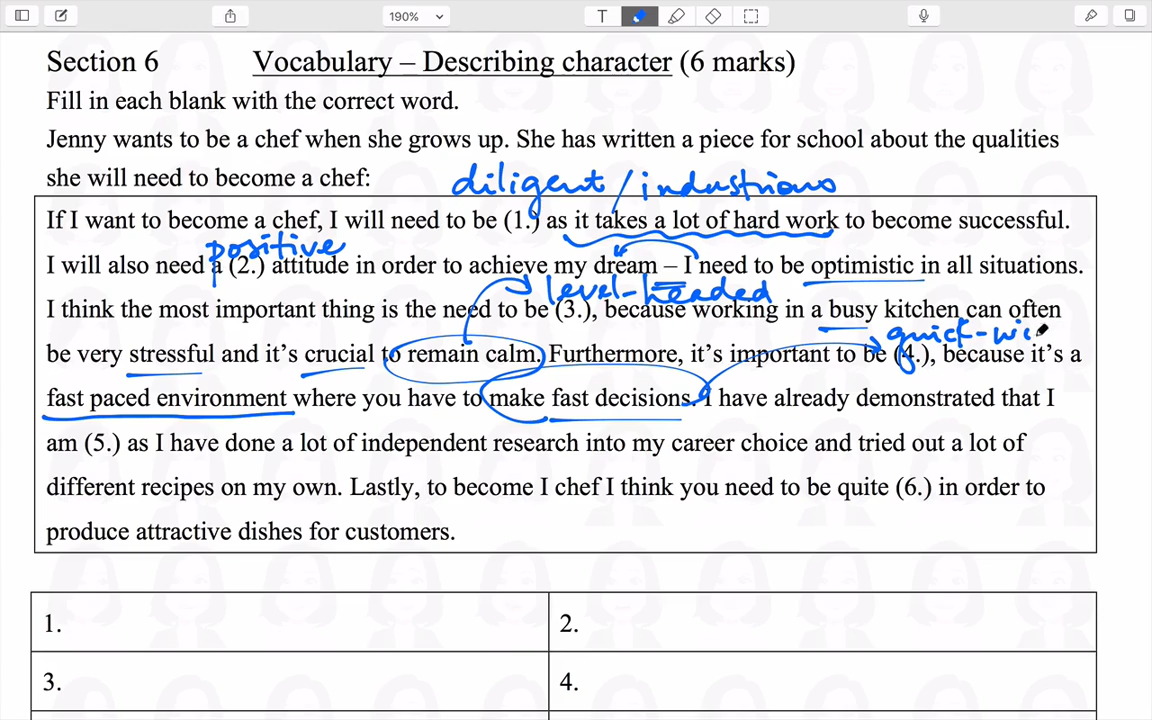 190%
T
Section 6 Vocabulary – Describing character (6 marks)
Fill in each blank with the correct word.
Jenny wants to be a chef when she grows up. She has written a piece for school about the qualities
she will need to become a chef:
diligent / industrious
If I want to become a chef, I will need to be (1.) as it takes a lot of hard work to become successful.
positive
I will also need a (2.) attitude in order to achieve my dream – I need to be optimistic in all situations.
level-headed
I think the most important thing is the need to be (3.), because working in a busy kitchen can often
quick-wi
be very stressful and it’s crucial to remain calm. Furthermore, it’s important to be (4.), because it’s a
fast paced environment where you have to make fast decisions. I have already demonstrated that I
am (5.) as I have done a lot of independent research into my career choice and tried out a lot of
different recipes on my own. Lastly, to become I chef I think you need to be quite (6.) in order to
produce attractive dishes for customers.
1. 2.
3. 4.